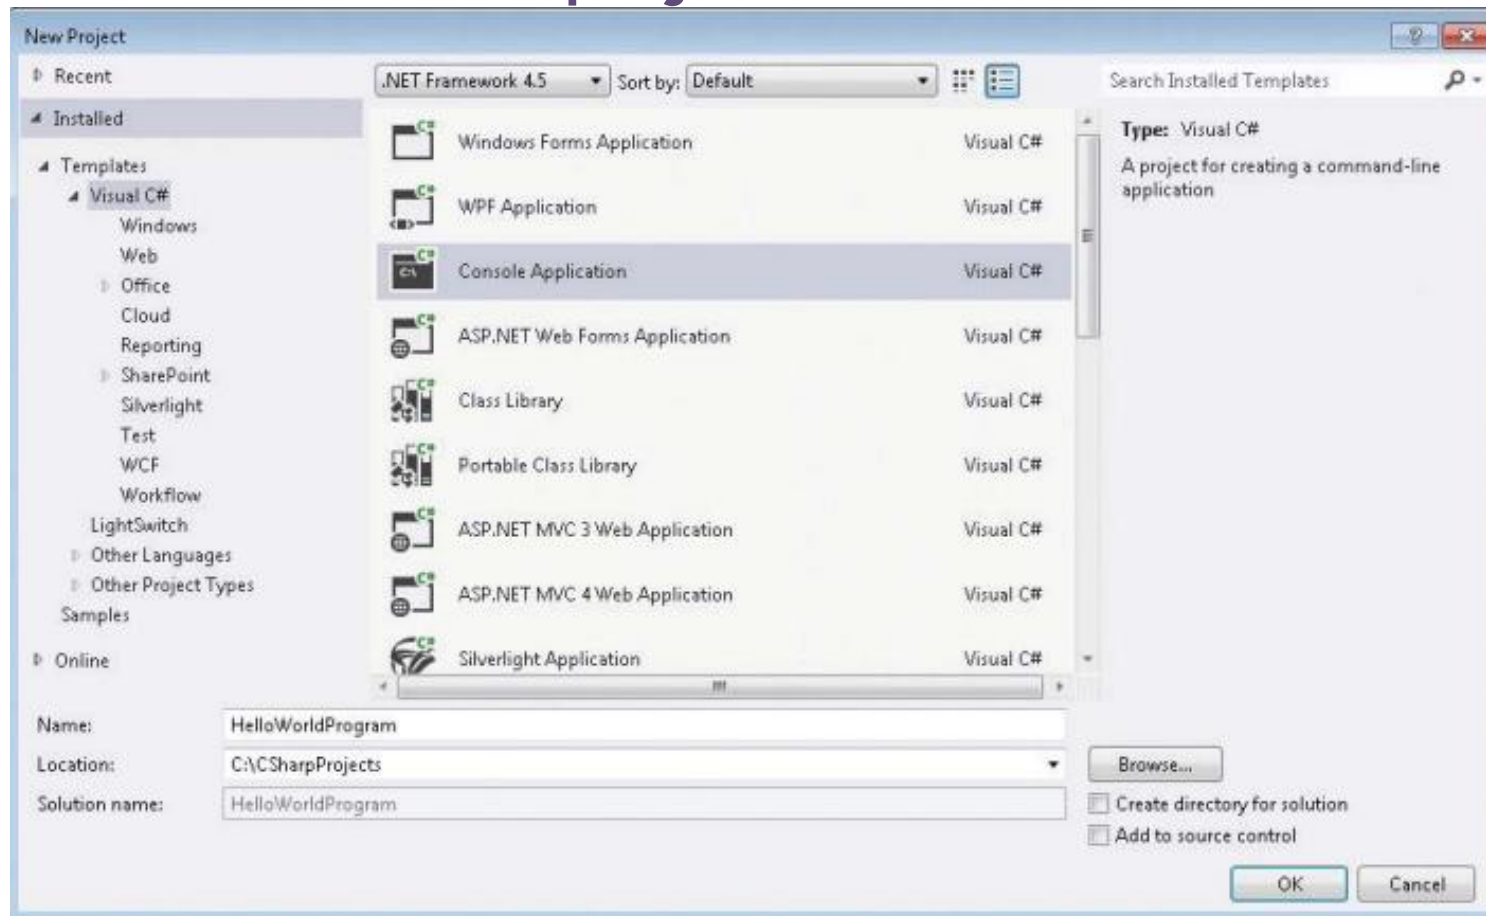 New Project
Recent
.NET Framework 4.5
Sort by: Default
Search Installed Templates
Installed
Templates
Visual C#
Windows
Web
Office
Cloud
Reporting
SharePoint
Silverlight
Test
WCF
Workflow
LightSwitch
Other Languages
Other Project Types
Samples
Online
Windows Forms Application Visual C#
WPF Application Visual C#
Console Application Visual C#
ASP.NET Web Forms Application Visual C#
Class Library Visual C#
Portable Class Library Visual C#
ASP.NET MVC 3 Web Application Visual C#
ASP.NET MVC 4 Web Application Visual C#
Silverlight Application Visual C#
Type: Visual C#
A project for creating a command-line
application
Name: HelloWorldProgram
Location: C:\CSharpProjects
Browse...
Solution name: HelloWorldProgram
Create directory for solution
Add to source control
OK
Cancel